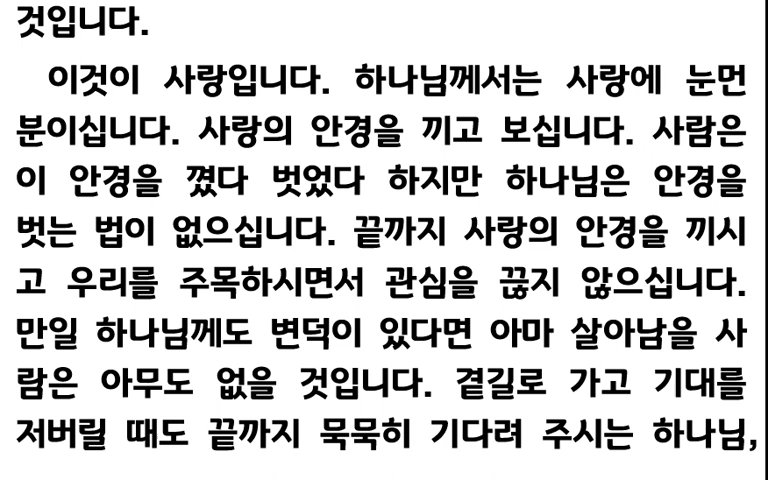 것입니다.
이것이 사랑입니다. 하나님께서는 사랑에 눈먼
분이십니다. 사랑의 안경을 끼고 보십니다. 사람은
이 안경을 꼈다 벗었다 하지만 하나님은 안경을
벗는 법이 없으십니다. 끝까지 사랑의 안경을 끼시
고 우리를 주목하시면서 관심을 끊지 않으십니다.
만일 하나님께도 변덕이 있다면 아마 살아남을 사
람은 아무도 없을 것입니다. 곁길로 가고 기대를
저버릴 때도 끝까지 묵묵히 기다려 주시는 하나님,